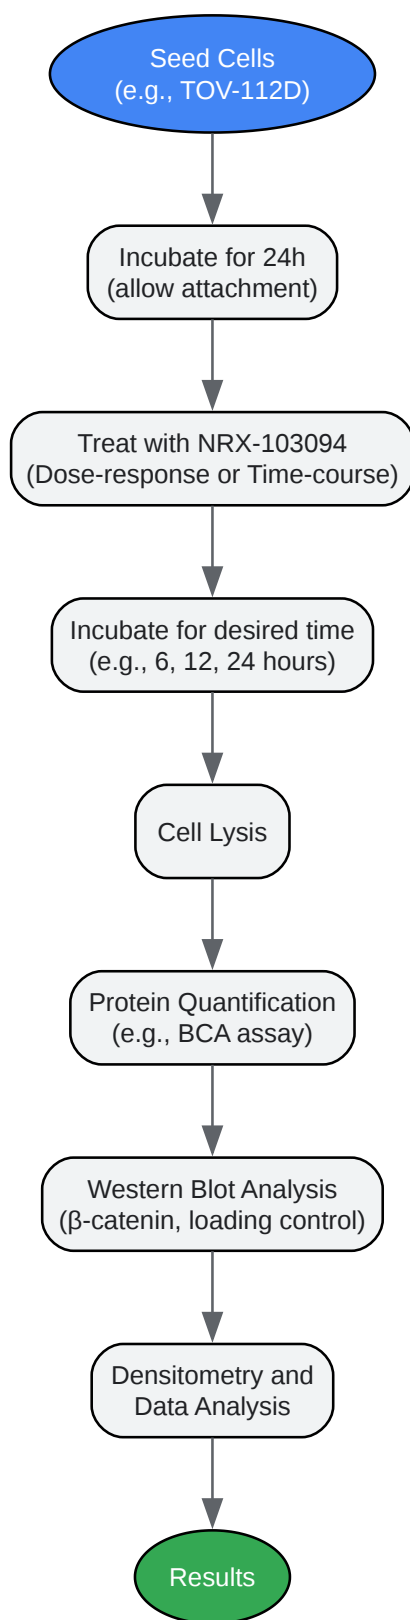 Seed Cells
(e.g., TOV-112D)
Incubate for 24h
(allow attachment)
Treat with NRX-103094
(Dose-response or Time-course)
Incubate for desired time
(e.g., 6, 12, 24 hours)
Cell Lysis
Protein Quantification
(e.g., BCA assay)
Western Blot Analysis
(β-catenin, loading control)
Densitometry and
Data Analysis
Results